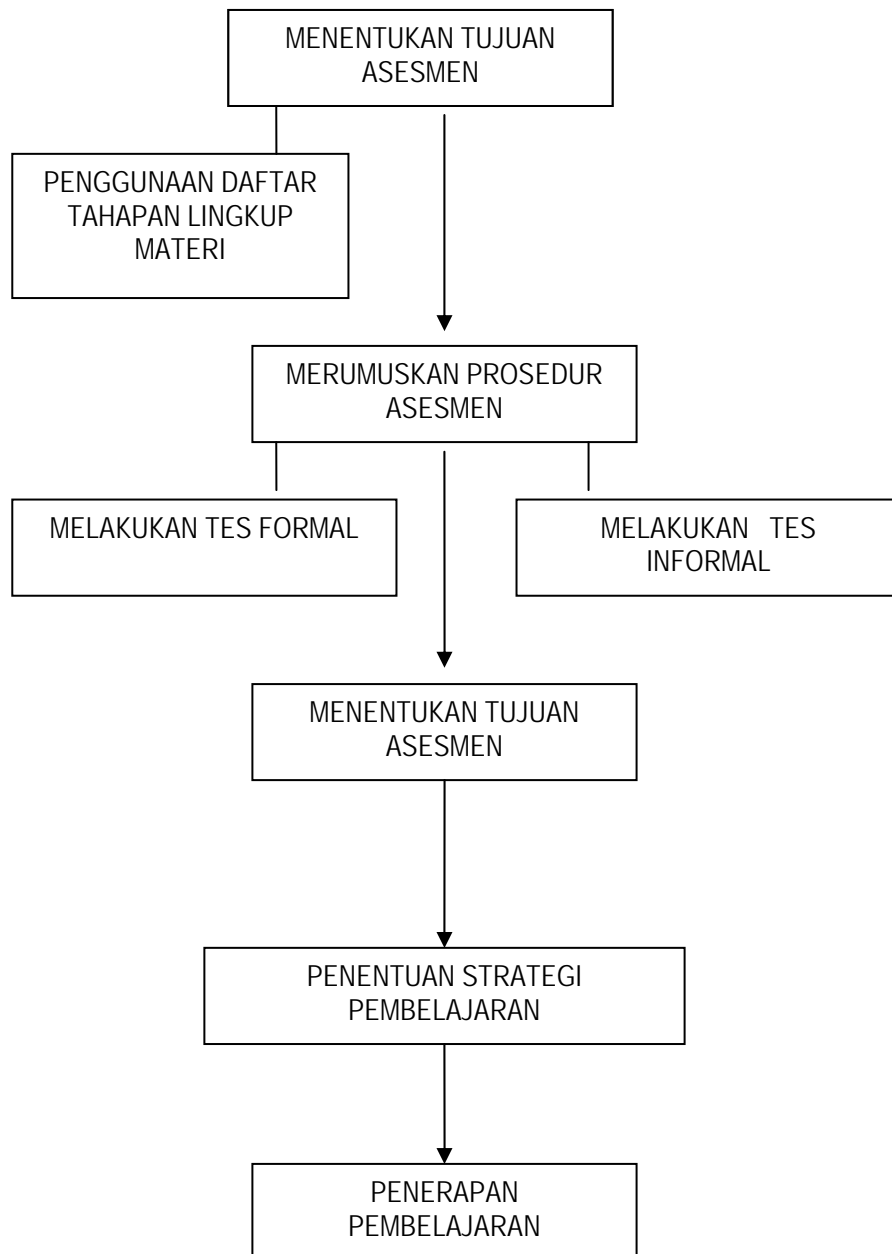 MENENTUKAN TUJUAN
ASESMEN
PENGGUNAAN DAFTAR
TAHAPAN LINGKUP
MATERI
MERUMUSKAN PROSEDUR
ASESMEN
MELAKUKAN TES FORMAL
MELAKUKAN TES
INFORMAL
MENENTUKAN TUJUAN
ASESMEN
PENENTUAN STRATEGI
PEMBELAJARAN
PENERAPAN
PEMBELAJARAN